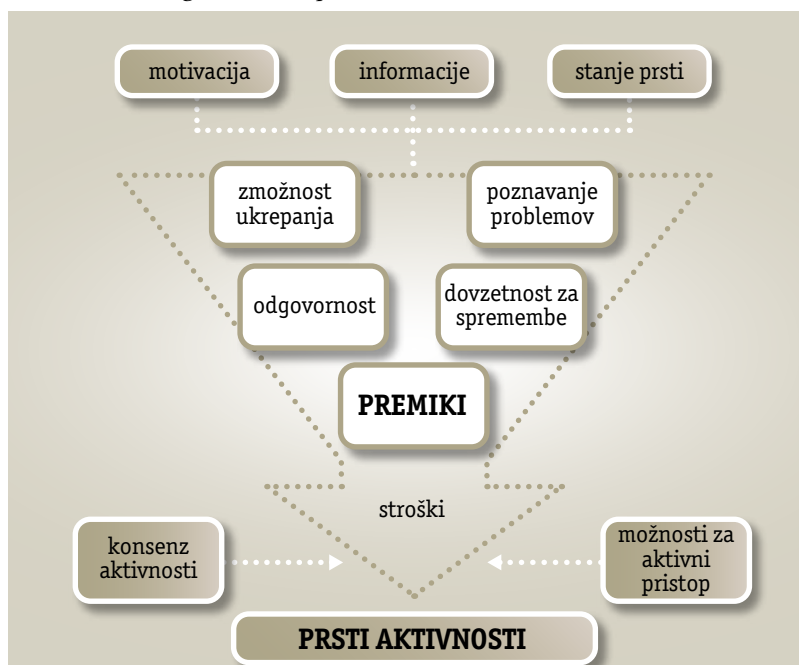 motivacija
informacije
stanje prsti
zmožnost
ukrepanja
poznavanje
problemov
odgovornost
dovzetnost za
spremembe
PREMIKI
stroški
konsenz
aktivnosti
možnosti za
aktivni
pristop
PRSTI AKTIVNOSTI